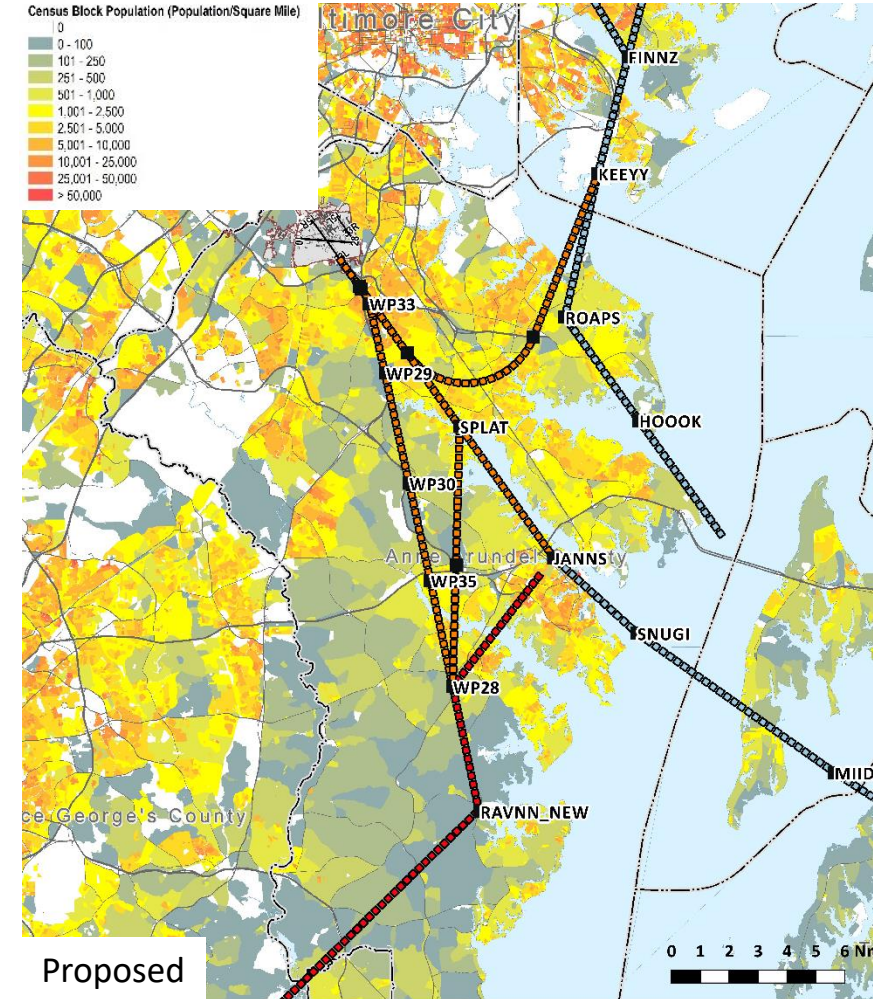 Census Block Population (Population/Square Mile)
0
0 - 100
101 - 250
251 - 500
501 - 1,000
1,001 - 2,500
2,501 - 5,000
5,001 - 10,000
10,001 - 25,000
25,001 - 50,000
> 50,000
ltimore City
FINNZ
KEEYY
WP33
ROAPS
WP29
HOOOK
SPLAT
WP30
Anne Arundel County
JANNS
WP35
SNUGI
WP28
MIID
RAVNN_NEW
ce George's County
0 1 2 3 4 5 6 Nr
Proposed